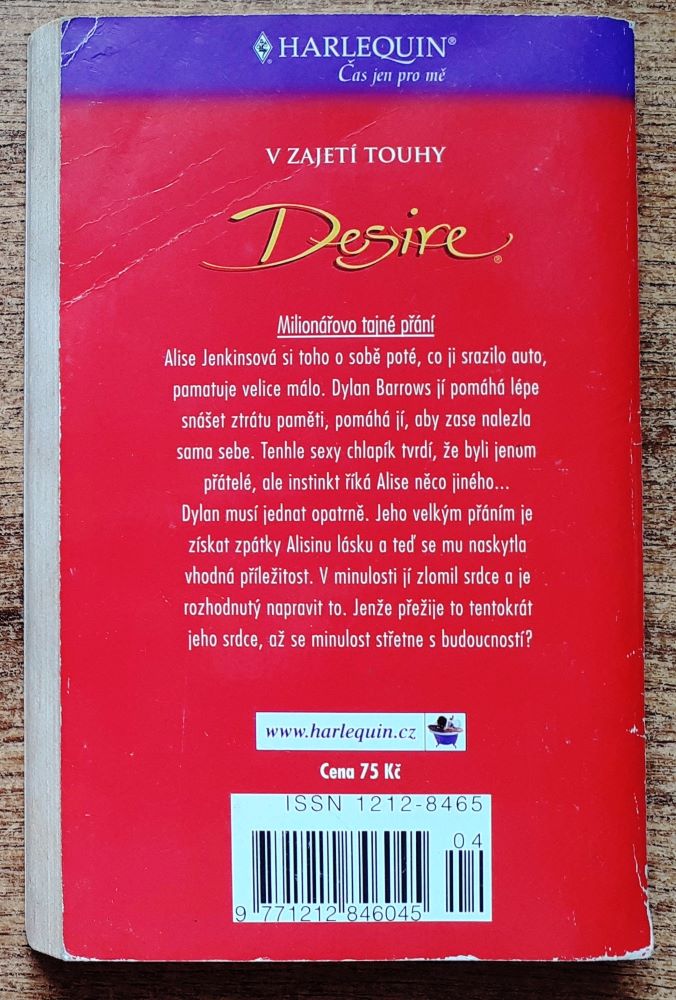 HARLEQUIN®
Čas jen pro mě
V ZAJETÍ TOUHY
Desire®
Milionářovo tajné přání
Alise Jenkinsová si toho o sobě poté, co ji srazilo auto,
pamatuje velice málo. Dylan Barrows jí pomáhá lépe
snášet ztrátu paměti, pomáhá jí, aby zase nalezla
sama sebe. Tenhle sexy chlapík tvrdí, že byli jenom
přátelé, ale instinkt říká Alise něco jiného...
Dylan musí jednat opatrně. Jeho velkým přáním je
získat zpátky Alisinu lásku a teď se mu naskytla
vhodná příležitost. V minulosti jí zlomil srdce a je
rozhodnutý napravit to. Jenže přežije to tentokrát
jeho srdce, až se minulost střetne s budoucností?
www.harlequin.cz
Cena 75 Kč
ISSN 1212-8465
04
9 771212 846045